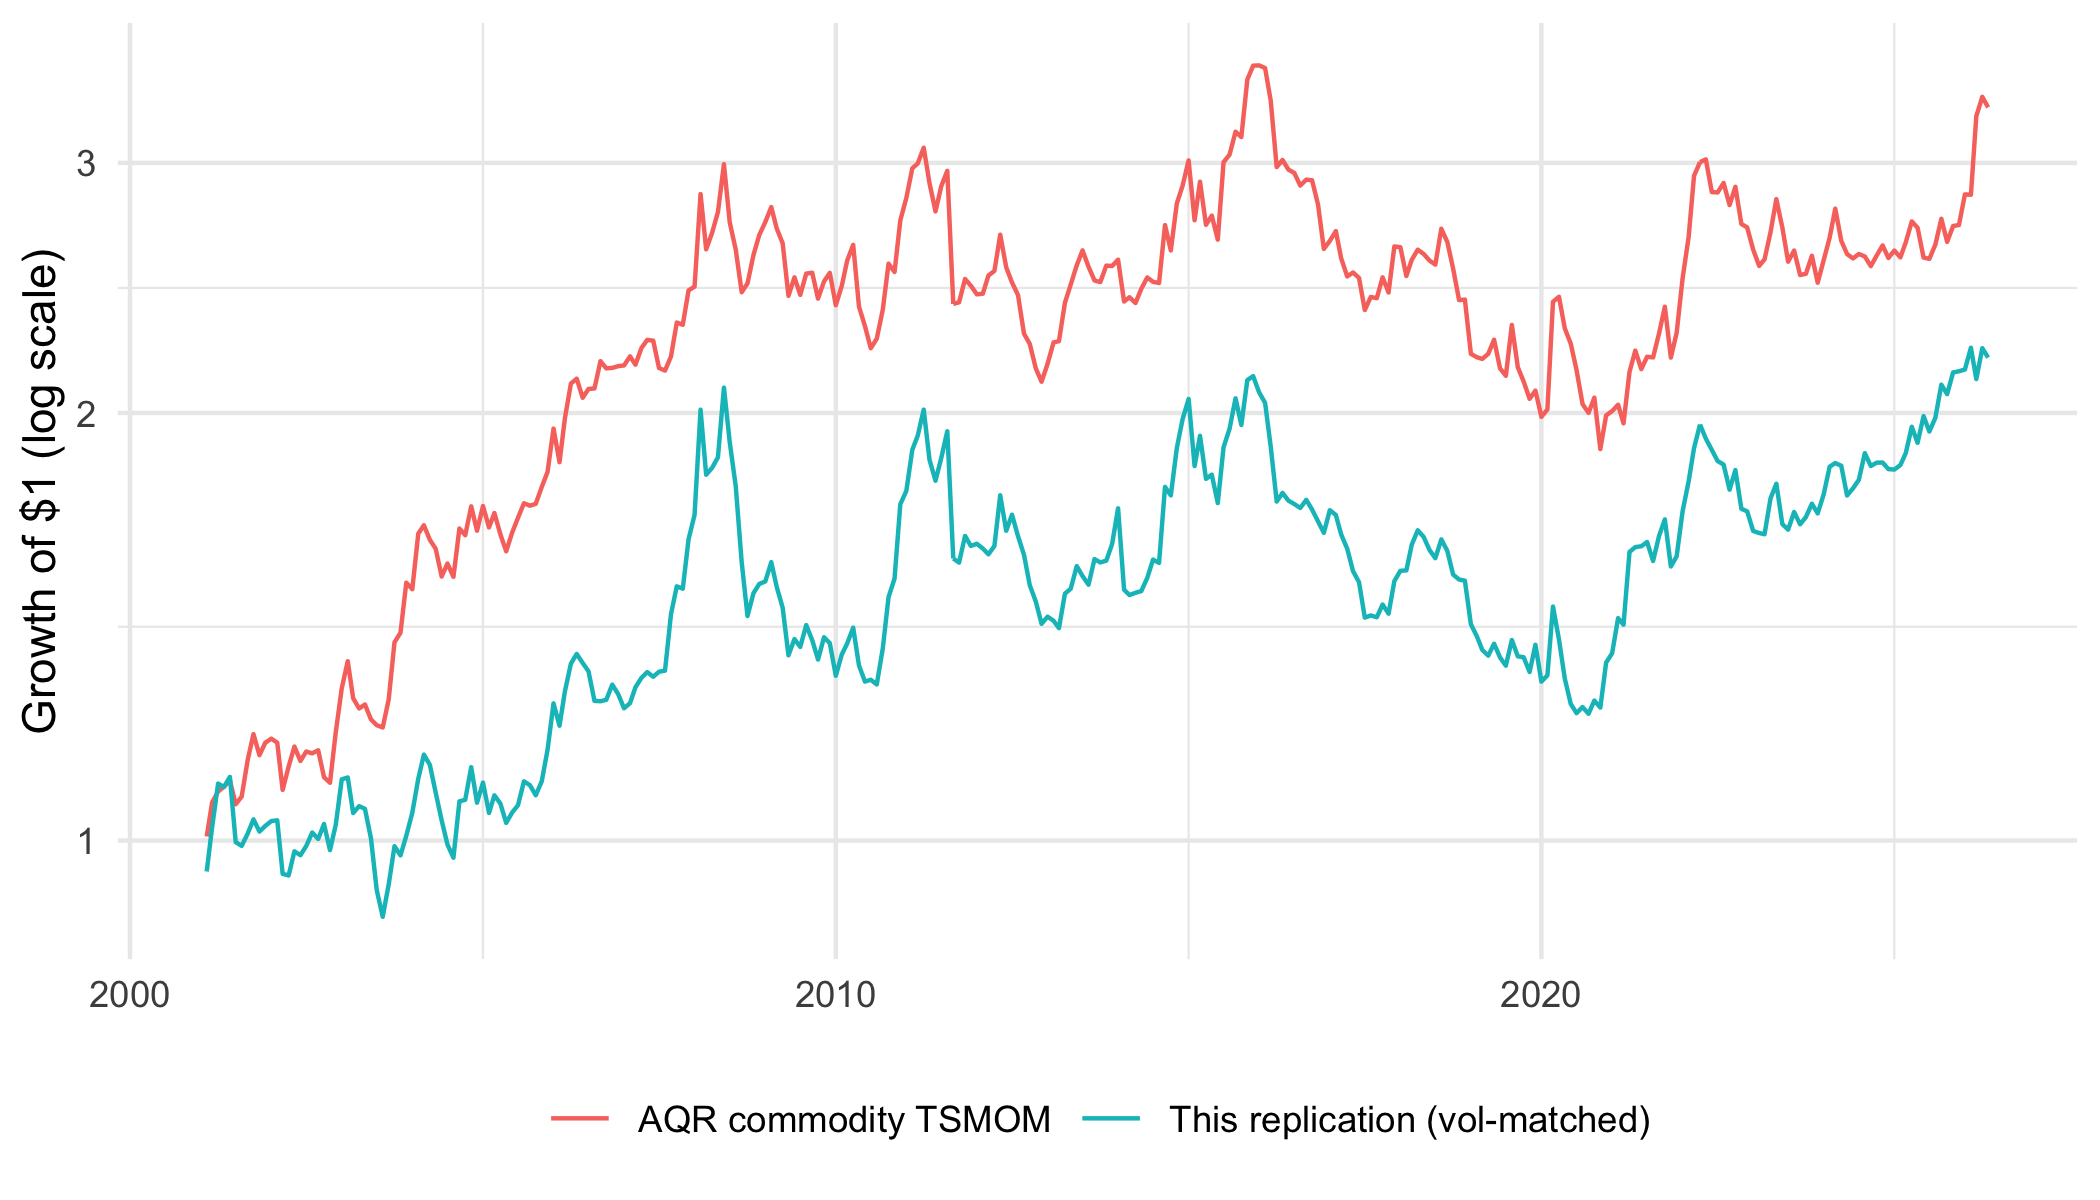 Growth of $1 (log scale)
3
2
1
2000
2010
2020
AQR commodity TSMOM
This replication (vol-matched)